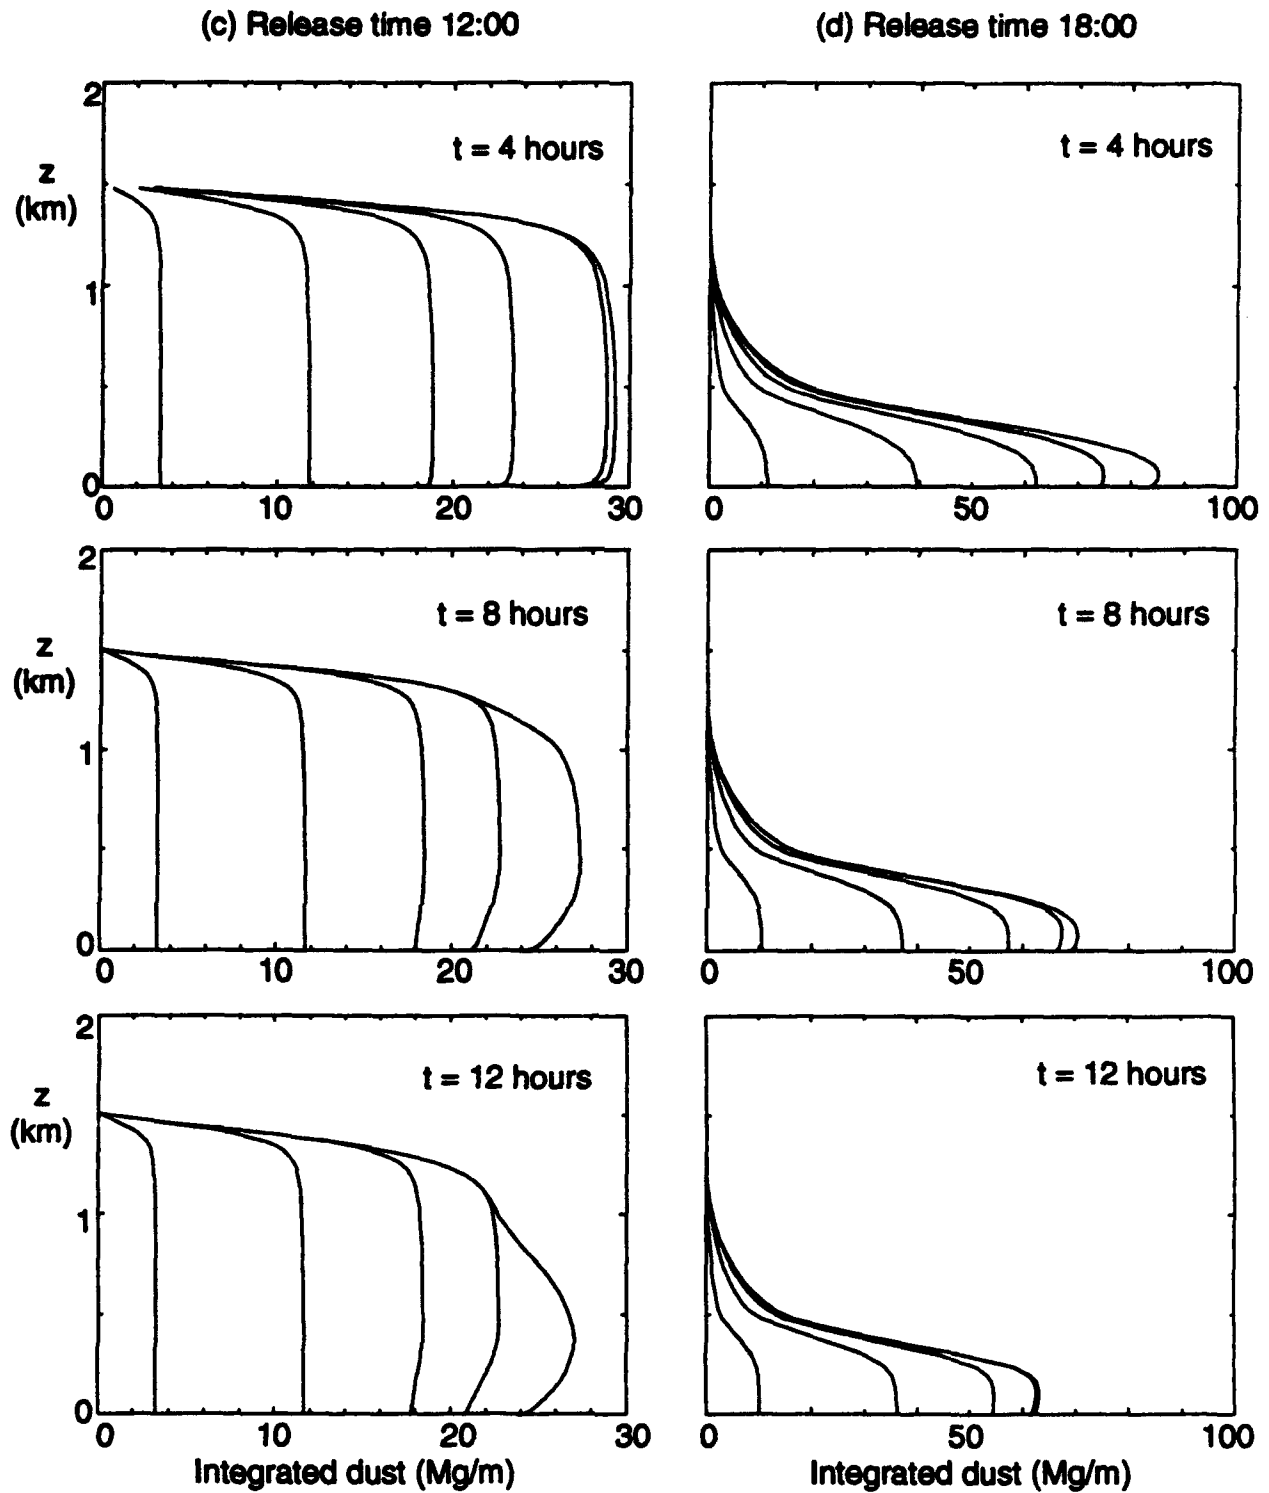 (c) Release time 12:00
(d) Release time 18:00
2
t = 4 hours
t = 4 hours
z
(km)
1
0
0 10 20 30
0 50 100
2
t = 8 hours
t = 8 hours
z
(km)
1
0
0 10 20 30
0 50 100
2
t = 12 hours
t = 12 hours
z
(km)
1
0
0 10 20 30
0 50 100
Integrated dust (Mg/m)
Integrated dust (Mg/m)